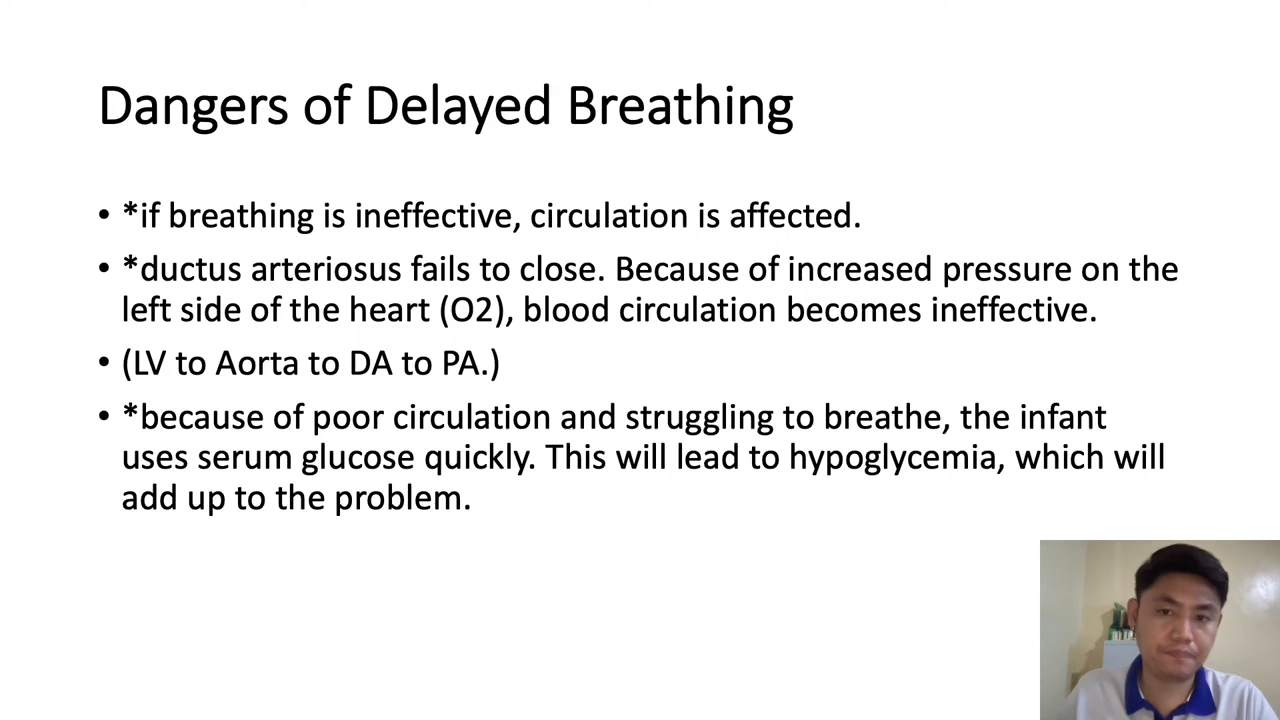 Dangers of Delayed Breathing
• *if breathing is ineffective, circulation is affected.
• *ductus arteriosus fails to close. Because of increased pressure on the
left side of the heart (O2), blood circulation becomes ineffective.
• (LV to Aorta to DA to PA.)
• *because of poor circulation and struggling to breathe, the infant
uses serum glucose quickly. This will lead to hypoglycemia, which will
add up to the problem.